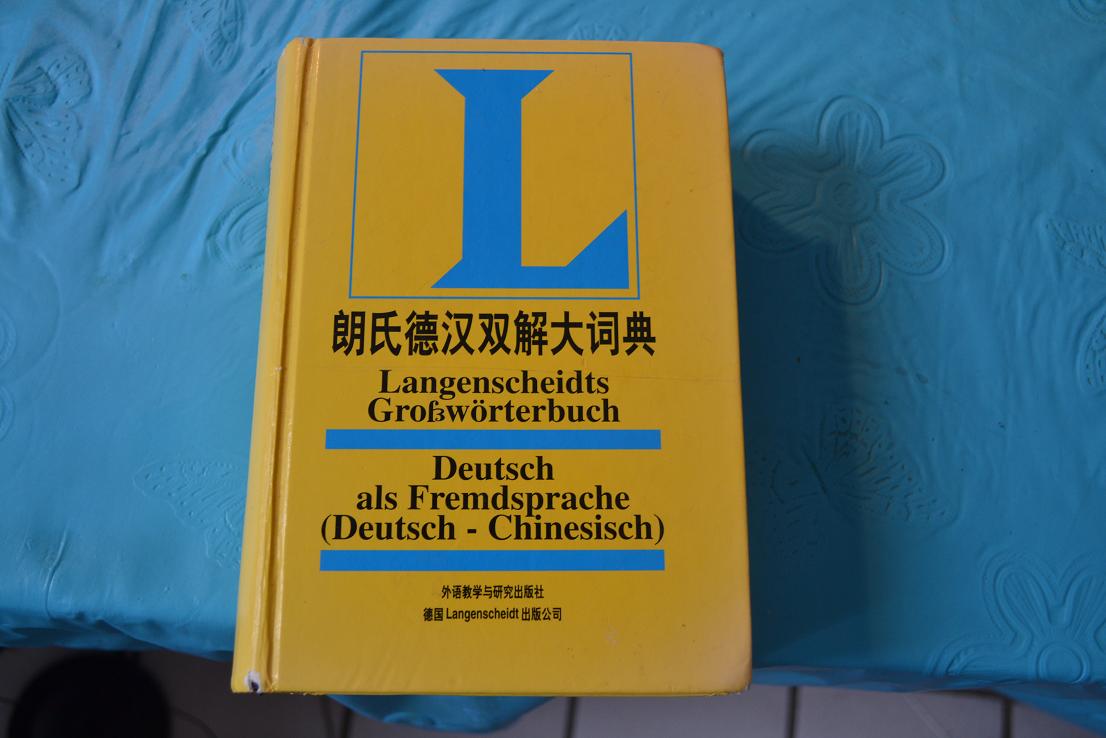 L
朗氏德汉双解大词典
Langenscheidts
Großwörterbuch
Deutsch
als Fremdsprache
(Deutsch - Chinesisch)
外语教学与研究出版社
德国 Langenscheidt 出版公司